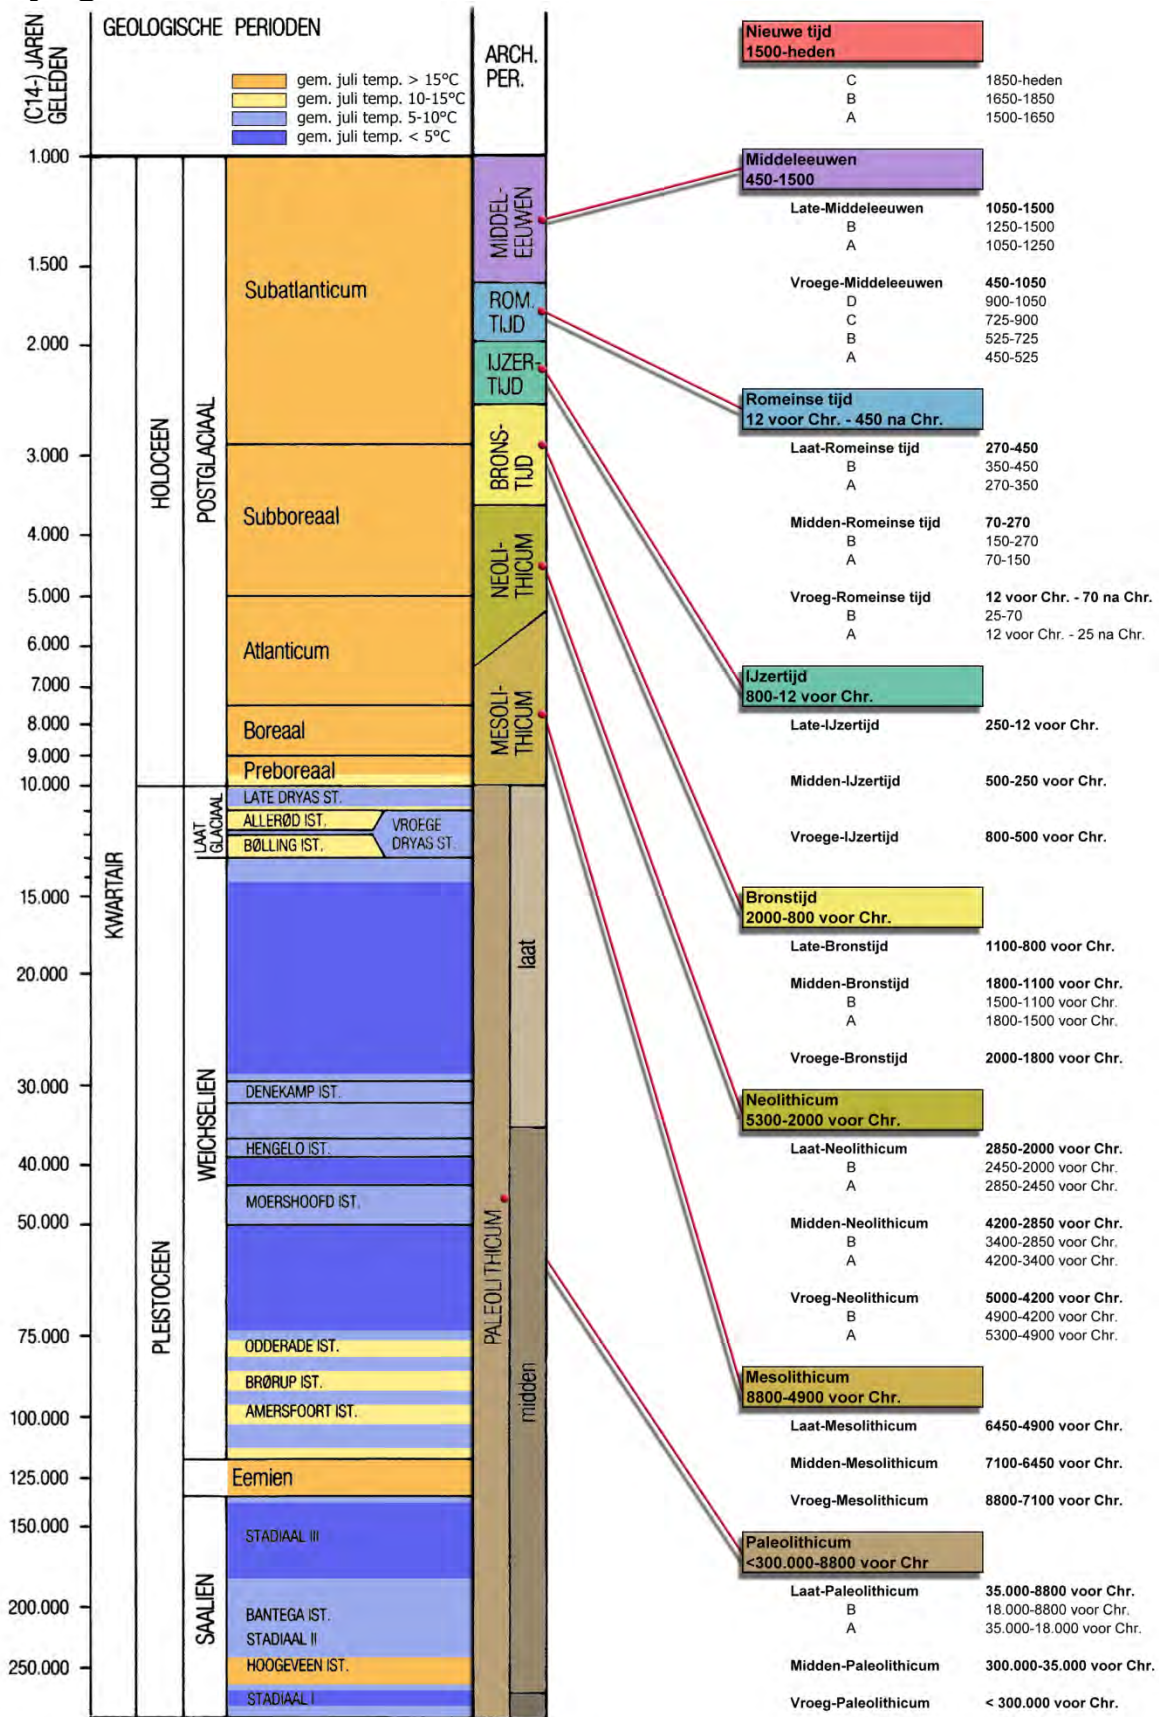 GEOLOGISCHE PERIODEN
(C14-) JAREN
GELEDEN
ARCH.
PER.
gem. juli temp. > 15°C
gem. juli temp. 10-15°C
gem. juli temp. 5-10°C
gem. juli temp. < 5°C
1.000
1.500
2.000
3.000
4.000
5.000
6.000
7.000
8.000
9.000
10.000
15.000
20.000
30.000
40.000
50.000
75.000
100.000
125.000
150.000
200.000
250.000
KWARTAIR
HOLOCEEN
PLEISTOCEEN
POSTGLACIAAL
LAAT
GLACIAAL
WEICHSELIEN
SAALIEN
Subatlanticum
Subboreaal
Atlanticum
Boreaal
Preboreaal
LATE DRYAS ST.
ALLERØD IST.
VROEGE
DRYAS ST.
BØLLING IST.
DENEKAMP IST.
HENGELO IST.
MOERSHOOFD IST.
ODDERADE IST.
BRØRUP IST.
AMERSFOORT IST.
Eemien
STADIAAL III
BANTEGA IST.
STADIAAL II
HOOGEVEEN IST.
STADIAAL I
MIDDEL-
EEUWEN
ROM.
TIJD
IJZER-
TIJD
BRONS-
TIJD
NEOLI-
THICUM
MESOLI-
THICUM
PALEOLITHICUM
laat
midden
Nieuwe tijd
1500-heden
C 1850-heden
B 1650-1850
A 1500-1650
Middeleeuwen
450-1500
Late-Middeleeuwen 1050-1500
B 1250-1500
A 1050-1250
Vroege-Middeleeuwen 450-1050
D 900-1050
C 725-900
B 525-725
A 450-525
Romeinse tijd
12 voor Chr. - 450 na Chr.
Laat-Romeinse tijd 270-450
B 350-450
A 270-350
Midden-Romeinse tijd 70-270
B 150-270
A 70-150
Vroeg-Romeinse tijd 12 voor Chr. - 70 na Chr.
B 25-70
A 12 voor Chr. - 25 na Chr.
IJzertijd
800-12 voor Chr.
Late-IJzertijd 250-12 voor Chr.
Midden-IJzertijd 500-250 voor Chr.
Vroege-IJzertijd 800-500 voor Chr.
Bronstijd
2000-800 voor Chr.
Late-Bronstijd 1100-800 voor Chr.
Midden-Bronstijd 1800-1100 voor Chr.
B 1500-1100 voor Chr.
A 1800-1500 voor Chr.
Vroege-Bronstijd 2000-1800 voor Chr.
Neolithicum
5300-2000 voor Chr.
Laat-Neolithicum 2850-2000 voor Chr.
B 2450-2000 voor Chr.
A 2850-2450 voor Chr.
Midden-Neolithicum 4200-2850 voor Chr.
B 3400-2850 voor Chr.
A 4200-3400 voor Chr.
Vroeg-Neolithicum 5000-4200 voor Chr.
B 4900-4200 voor Chr.
A 5300-4900 voor Chr.
Mesolithicum
8800-4900 voor Chr.
Laat-Mesolithicum 6450-4900 voor Chr.
Midden-Mesolithicum 7100-6450 voor Chr.
Vroeg-Mesolithicum 8800-7100 voor Chr.
Paleolithicum
<300.000-8800 voor Chr
Laat-Paleolithicum 35.000-8800 voor Chr.
B 18.000-8800 voor Chr.
A 35.000-18.000 voor Chr.
Midden-Paleolithicum 300.000-35.000 voor Chr.
Vroeg-Paleolithicum < 300.000 voor Chr.